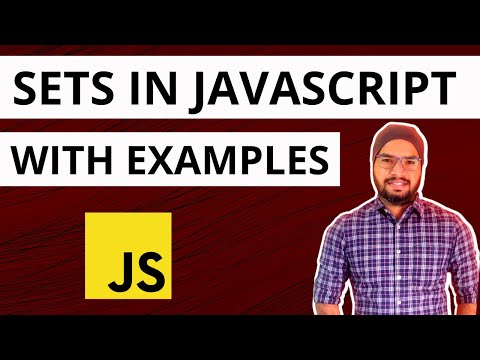 SETS IN JAVASCRIPT
WITH EXAMPLES
JS